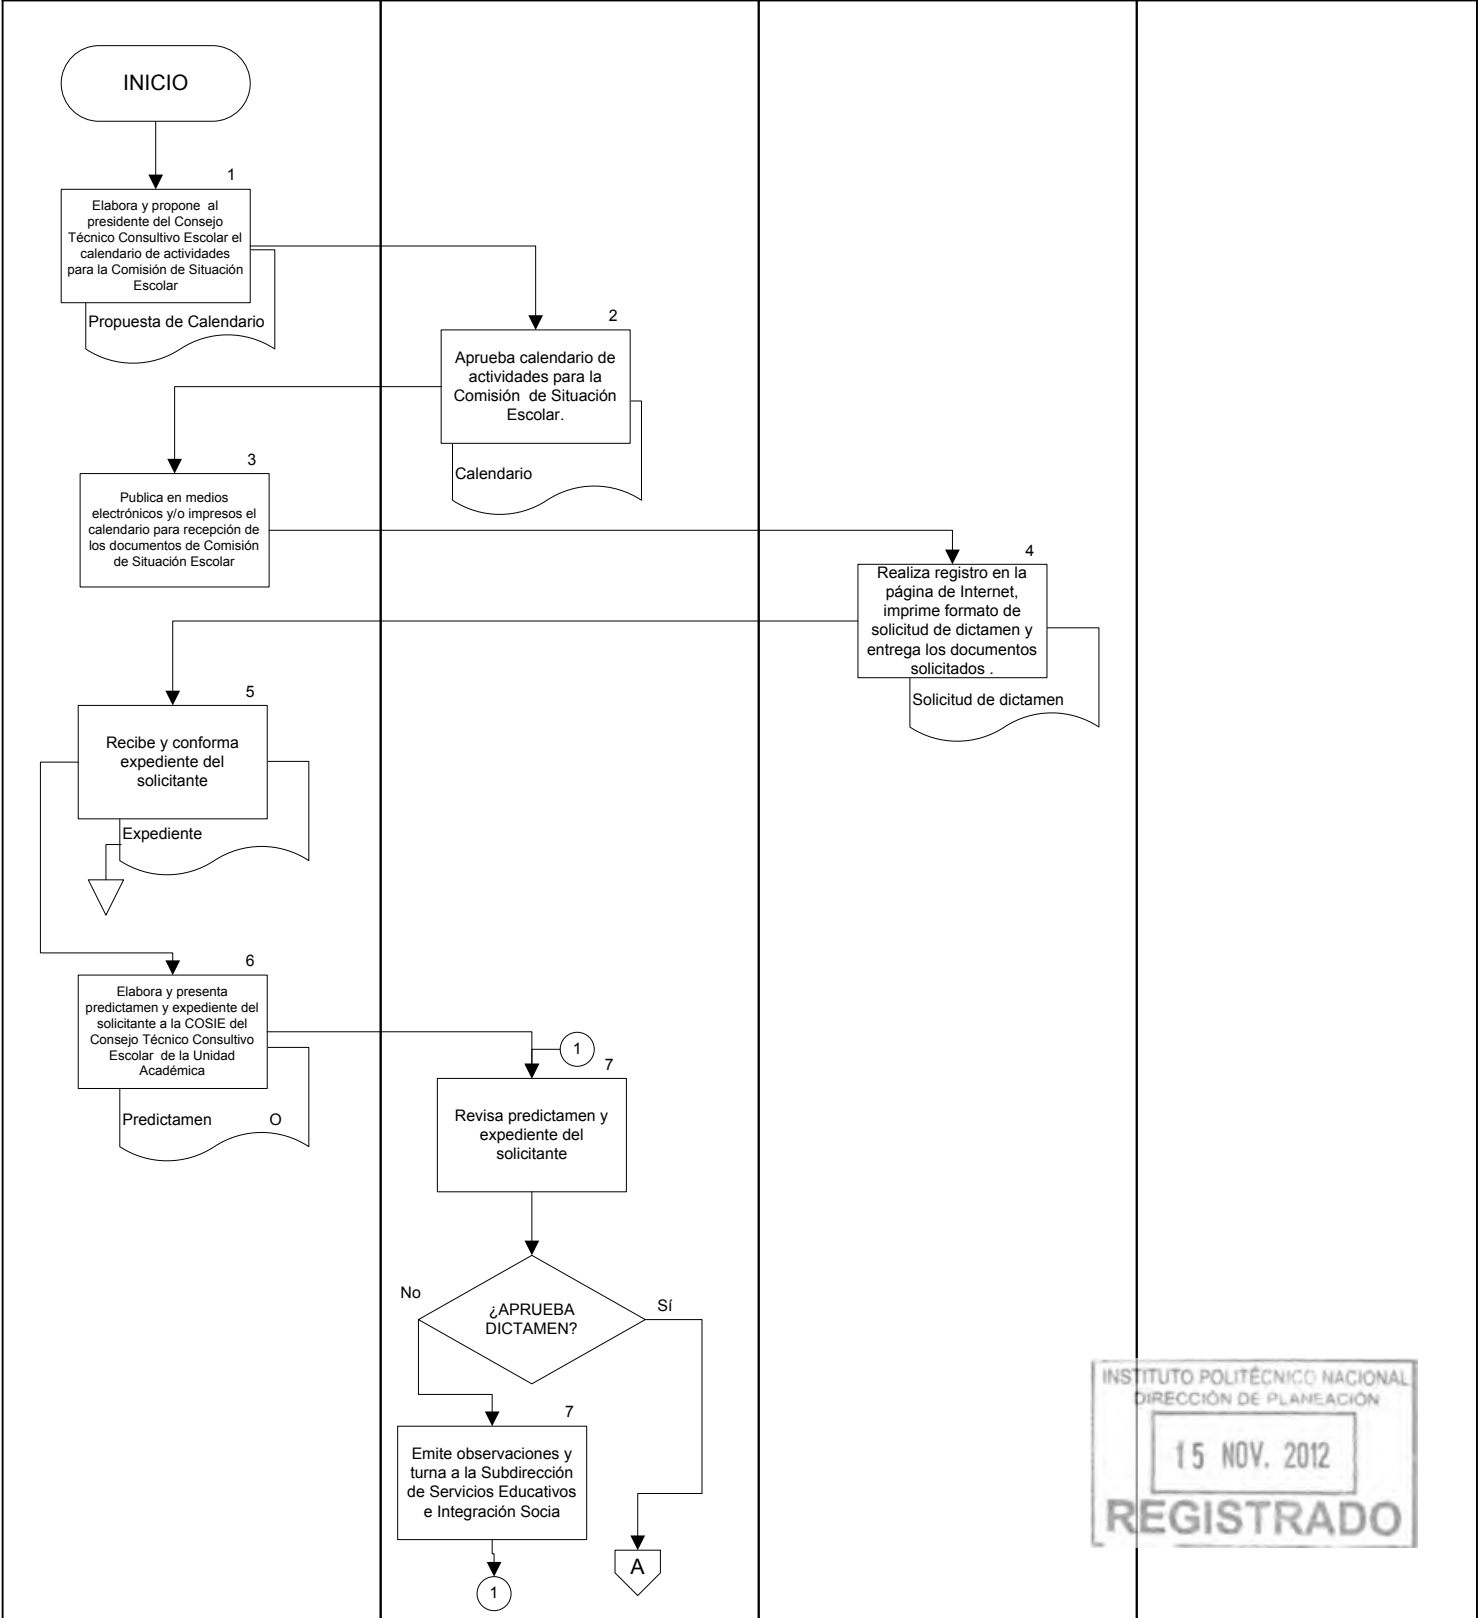 INICIO
1
Elabora y propone al
presidente del Consejo
Técnico Consultivo Escolar el
calendario de actividades
para la Comisión de Situación
Escolar
Propuesta de Calendario
2
Aprueba calendario de
actividades para la
Comisión de Situación
Escolar.
Calendario
3
Publica en medios
electrónicos y/o impresos el
calendario para recepción de
los documentos de Comisión
de Situación Escolar
4
Realiza registro en la
página de Internet,
imprime formato de
solicitud de dictamen y
entrega los documentos
solicitados .
Solicitud de dictamen
5
Recibe y conforma
expediente del
solicitante
Expediente
6
Elabora y presenta
predictamen y expediente del
solicitante a la COSIE del
Consejo Técnico Consultivo
Escolar de la Unidad
Académica
Predictamen O
1
7
Revisa predictamen y
expediente del
solicitante
¿APRUEBA
DICTAMEN?
No
Sí
7
Emite observaciones y
turna a la Subdirección
de Servicios Educativos
e Integración Socia
1
A
INSTITUTO POLITÉCNICO NACIONAL
DIRECCIÓN DE PLANEACIÓN
15 NOV. 2012
REGISTRADO